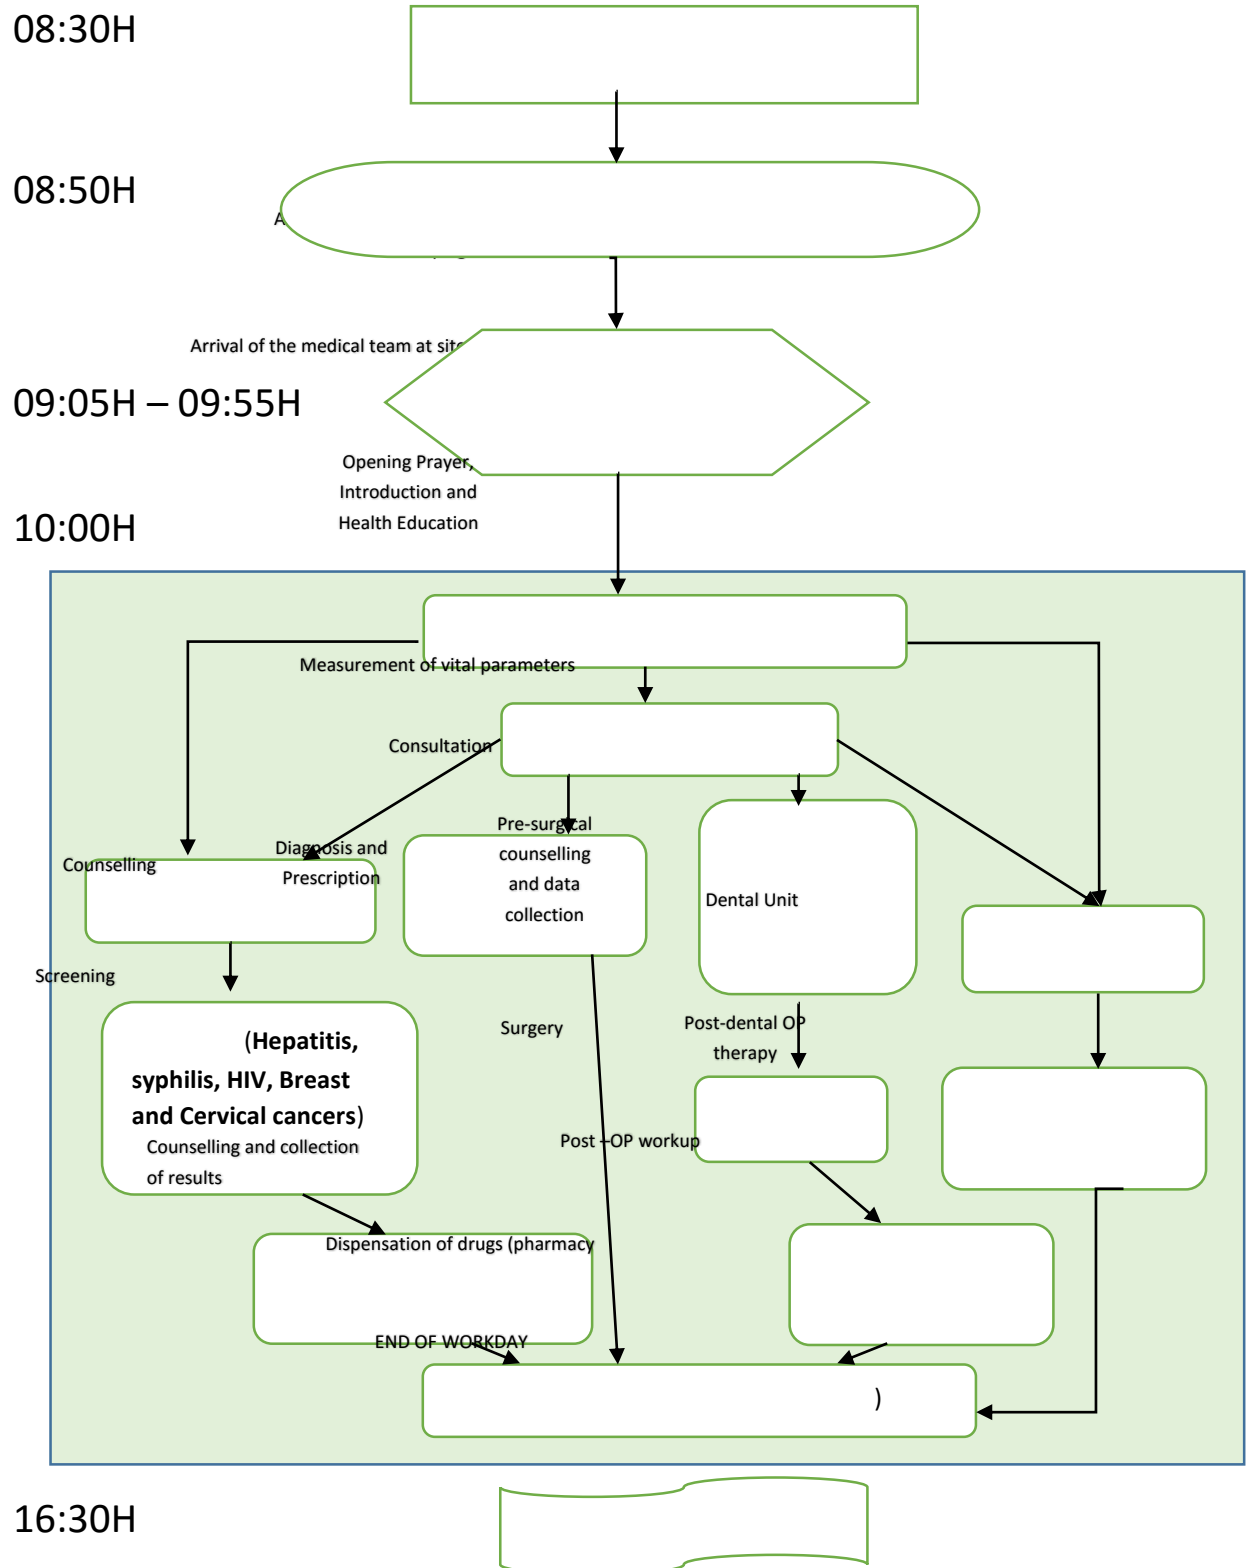 08:30H
08:50H
A
Arrival of the medical team at site
09:05H – 09:55H
Opening Prayer,
Introduction and
Health Education
10:00H
Measurement of vital parameters
Consultation
Pre-surgical
counselling
and data
collection
Diagnosis and
Prescription
Counselling
Dental Unit
Screening
Surgery
Post-dental OP
therapy
(Hepatitis,
syphilis, HIV, Breast
and Cervical cancers)
Counselling and collection
of results
Post –OP workup
Dispensation of drugs (pharmacy
END OF WORKDAY
)
16:30H